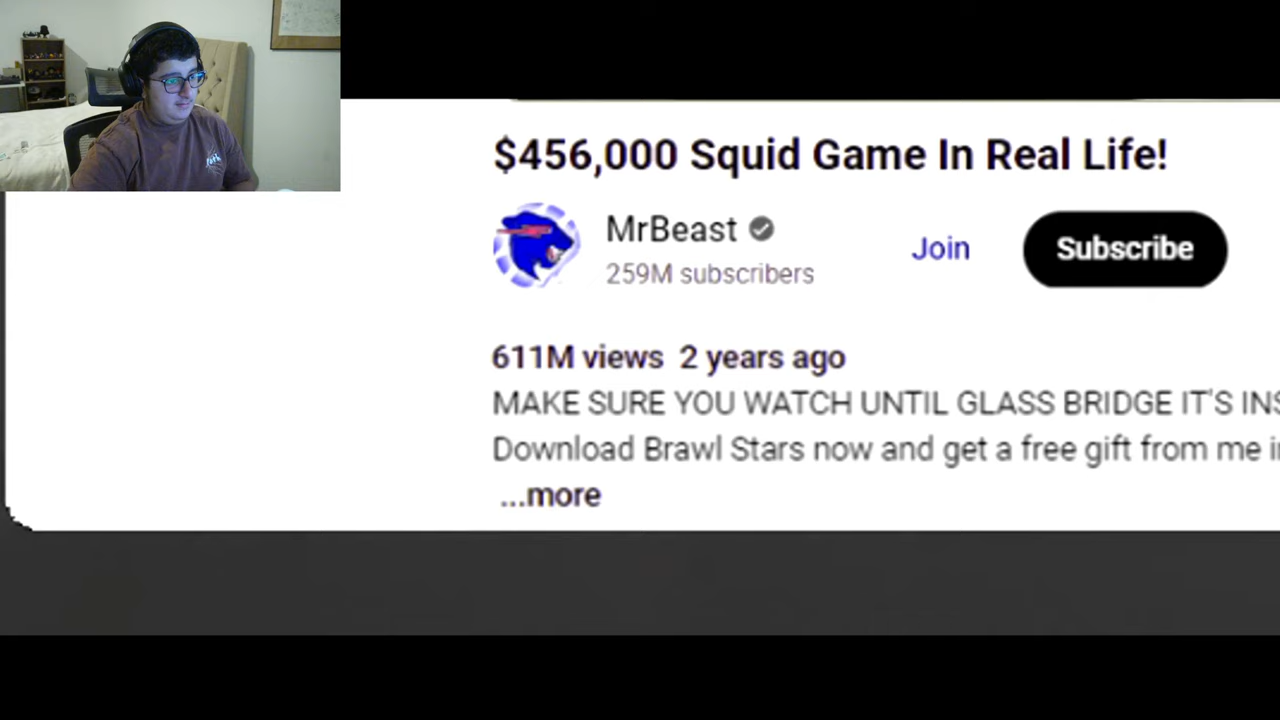 $456,000 Squid Game In Real Life!
MrBeast
259M subscribers
Join
Subscribe
611M views 2 years ago
MAKE SURE YOU WATCH UNTIL GLASS BRIDGE IT'S
Download Brawl Stars now and get a free gift from me
...more